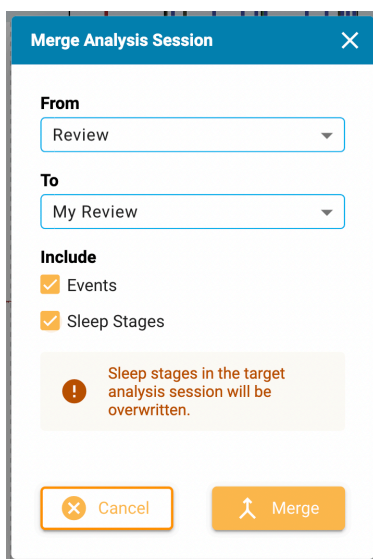 Merge Analysis Session
From
Review
To
My Review
Include
Events
Sleep Stages
Sleep stages in the target
analysis session will be
overwritten.
Cancel
Merge